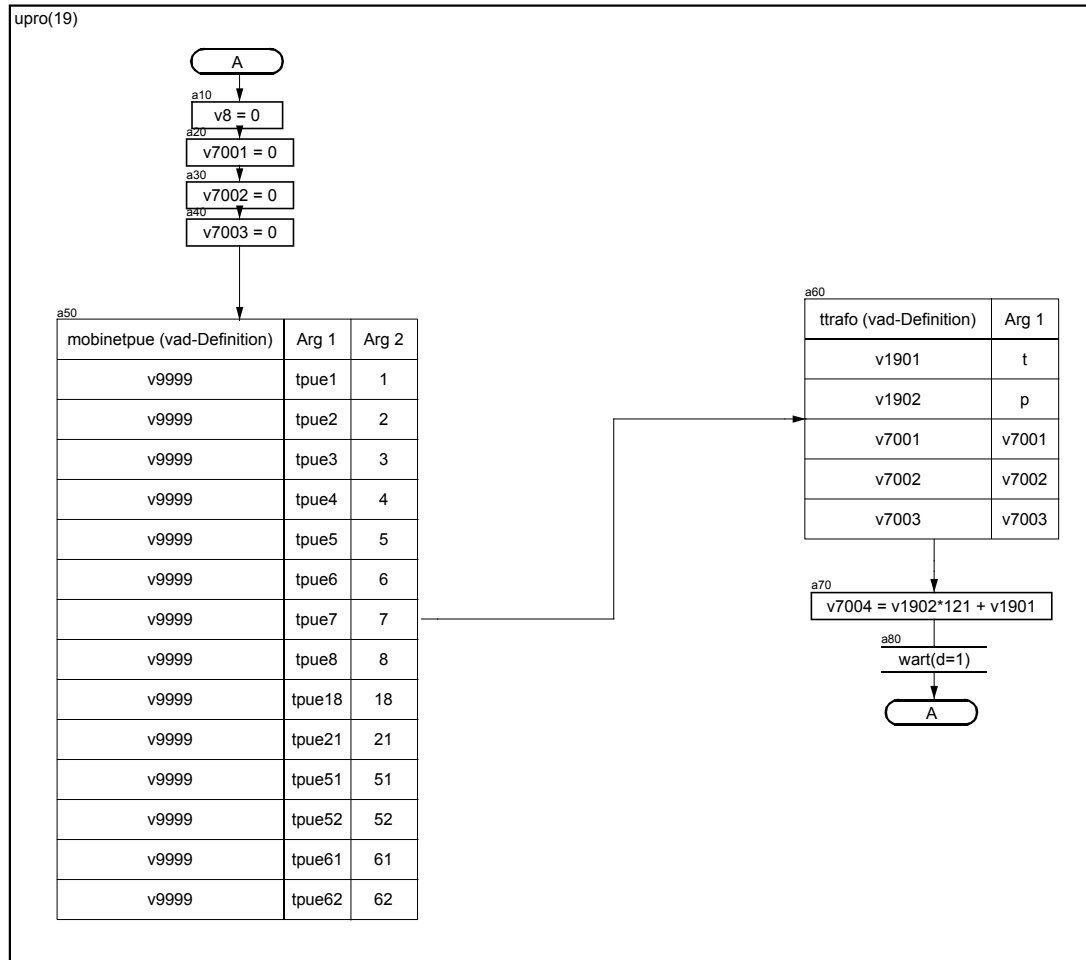 upro(19)
A
a10
v8 = 0
a20
v7001 = 0
a30
v7002 = 0
a40
v7003 = 0
a50
mobinetpue (vad-Definition) Arg 1 Arg 2
v9999 tpue1 1
v9999 tpue2 2
v9999 tpue3 3
v9999 tpue4 4
v9999 tpue5 5
v9999 tpue6 6
v9999 tpue7 7
v9999 tpue8 8
v9999 tpue18 18
v9999 tpue21 21
v9999 tpue51 51
v9999 tpue52 52
v9999 tpue61 61
v9999 tpue62 62
a60
ttrafo (vad-Definition) Arg 1
v1901 t
v1902 p
v7001 v7001
v7002 v7002
v7003 v7003
a70
v7004 = v1902*121 + v1901
a80
wart(d=1)
A